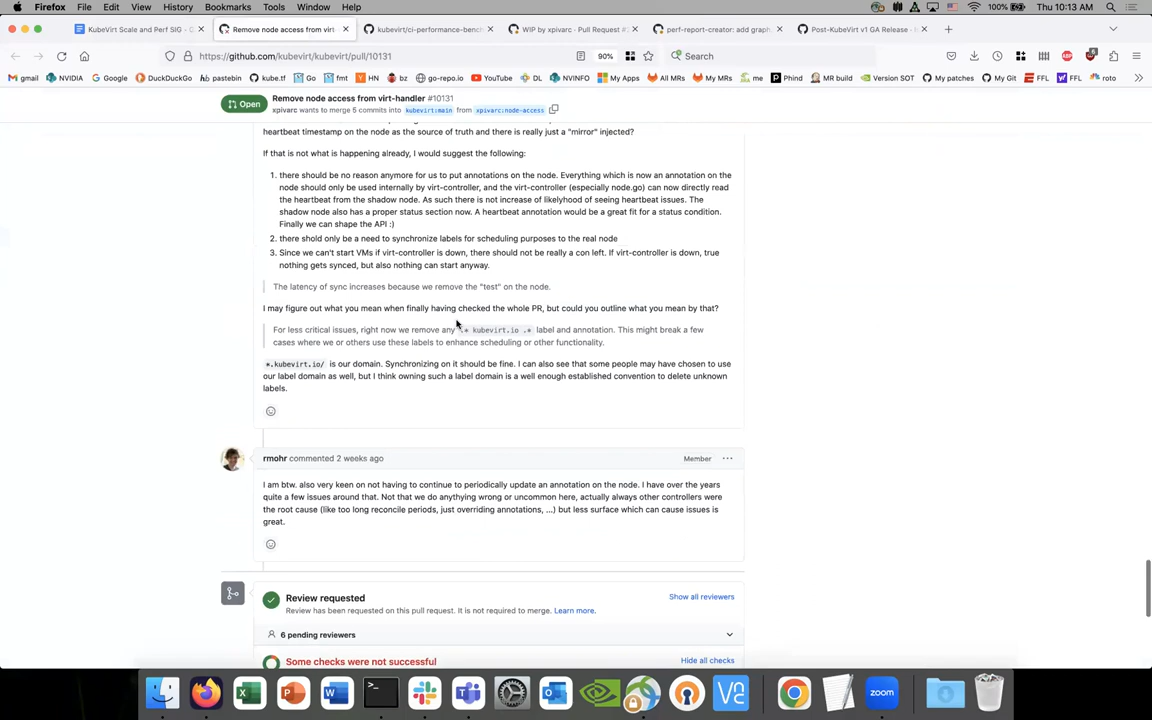 Firefox File Edit View History Bookmarks Tools Window Help 100% Thu 10:13 AM
KubeVirt Scale and Perf SIG - Remove node access from virt- kubevirt/ci-performance-benc WIP by xpivarc · Pull Request # perf-report-creator: add graph Post-KubeVirt v1 GA Release -
https://github.com/kubevirt/kubevirt/pull/10131 90% Search
gmail NVIDIA GitHub DuckDuckGo pastebin kube.tf Go fmt HN bz go-repo.io YouTube DL NVINFO My Apps All MRs My MRs me Phind MR build Version SOT My patches My Git FFL FFL roto
Open Remove node access from virt-handler #10131
xpivarc wants to merge 5 commits into kubevirt:main from xpivarc:node-access
heartbeat timestamp on the node as the source of truth and there is really just a "mirror" injected?
If that is not what is happening already, I would suggest the following:
1. there should be no reason anymore for us to put annotations on the node. Everything which is now an annotation on the
node should only be used internally by virt-controller, and the virt-controller (especially node.go) can now directly read
the heartbeat from the shadow node. As such there is not increase of likelyhood of seeing heartbeat issues. The
shadow node also has a proper status section now. A heartbeat annotation would be a great fit for a status condition.
Finally we can shape the API :)
2. there shold only be a need to synchronize labels for scheduling purposes to the real node
3. Since we can't start VMs if virt-controller is down, there should not be really a con left. If virt-controller is down, true
nothing gets synced, but also nothing can start anyway.
The latency of sync increases because we remove the "test" on the node.
I may figure out what you mean when finally having checked the whole PR, but could you outline what you mean by that?
For less critical issues, right now we remove any .* kubevirt.io .* label and annotation. This might break a few
cases where we or others use these labels to enhance scheduling or other functionality.
*.kubevirt.io/ is our domain. Synchronizing on it should be fine. I can also see that some people may have chosen to
use our label domain as well, but I think owning such a label domain is a well enough established convention to delete unknown
labels.
rmohr commented 2 weeks ago Member ···
I am btw. also very keen on not having to continue to periodically update an annotation on the node. I have over the years
quite a few issues around that. Not that we do anythying wrong or uncommon here, actually always other controllers were
the root cause (like too long reconcile periods, just overriding annotations, ...) but less surface which can cause issues is
great.
Review requested Show all reviewers
Review has been requested on this pull request. It is not required to merge. Learn more.
6 pending reviewers
Some checks were not successful Hide all checks
zoom